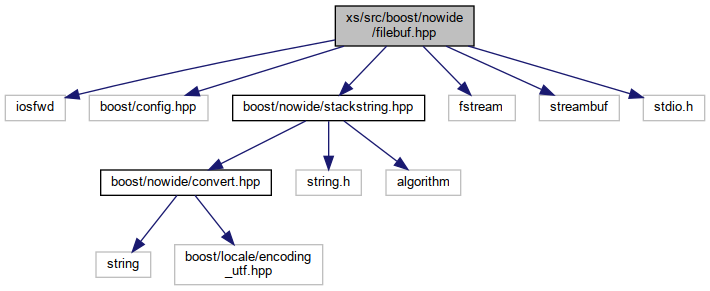 xs/src/boost/nowide
/filebuf.hpp
iosfwd
boost/config.hpp
boost/nowide/stackstring.hpp
fstream
streambuf
stdio.h
boost/nowide/convert.hpp
string.h
algorithm
string
boost/locale/encoding
_utf.hpp